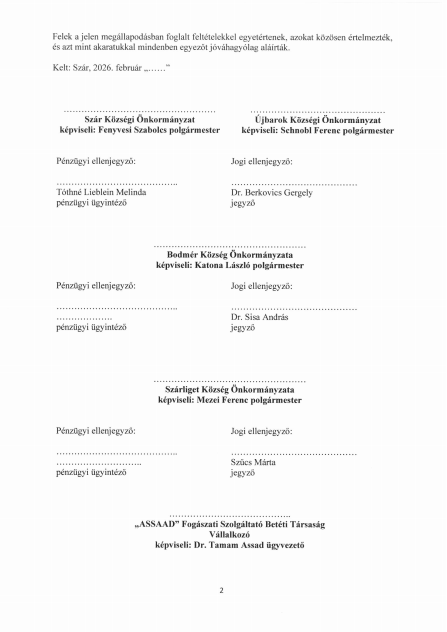 Felek a jelen megállapodásban foglalt feltételekkel egyetértenek, azokat közösen értelmezték,
és azt mint akaratukkal mindenben egyezőt jóváhagyólag aláírták.
Kelt: Szár, 2026. február „……”
……………………………………………
……………………………………….
Szár Községi Önkormányzat
Újbarok Községi Önkormányzat
képviseli: Fenyvesi Szabolcs polgármester
képviseli: Schnobl Ferenc polgármester
Pénzügyi ellenjegyző:
Jogi ellenjegyző:
…………………………………..
…………………………………….
Tóthné Lieblein Melinda
Dr. Berkovics Gergely
pénzügyi ügyintéző
jegyző
……………………………………………
Bodmér Község Önkormányzata
képviseli: Katona László polgármester
Pénzügyi ellenjegyző:
Jogi ellenjegyző:
…………………………………..
…………………………………….
……………….
Dr. Sisa András
pénzügyi ügyintéző
jegyző
……………………………………………
Szárliget Község Önkormányzata
képviseli: Mezei Ferenc polgármester
Pénzügyi ellenjegyző:
Jogi ellenjegyző:
…………………………………..
…………………………………….
………………………..
Szűcs Márta
pénzügyi ügyintéző
jegyző
…………………………………..
„ASSAAD” Fogászati Szolgáltató Betéti Társaság
Vállalkozó
képviseli: Dr. Tamam Assad ügyvezető
2